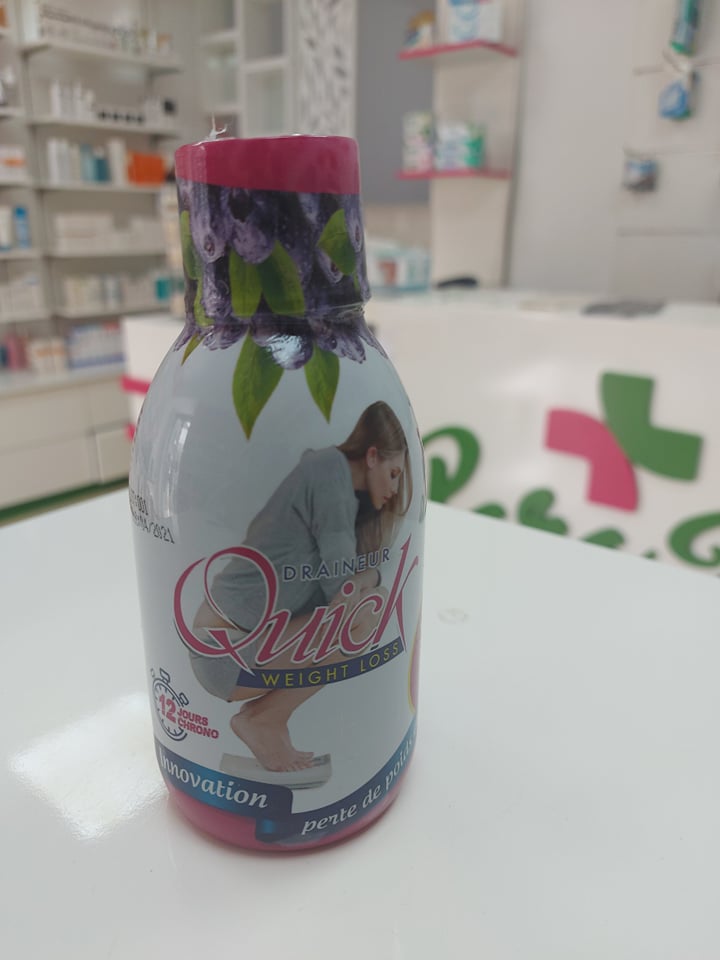 DRAINEUR
Quick
WEIGHT LOSS
12 JOURS
CHRONO
Innovation
perte de poids